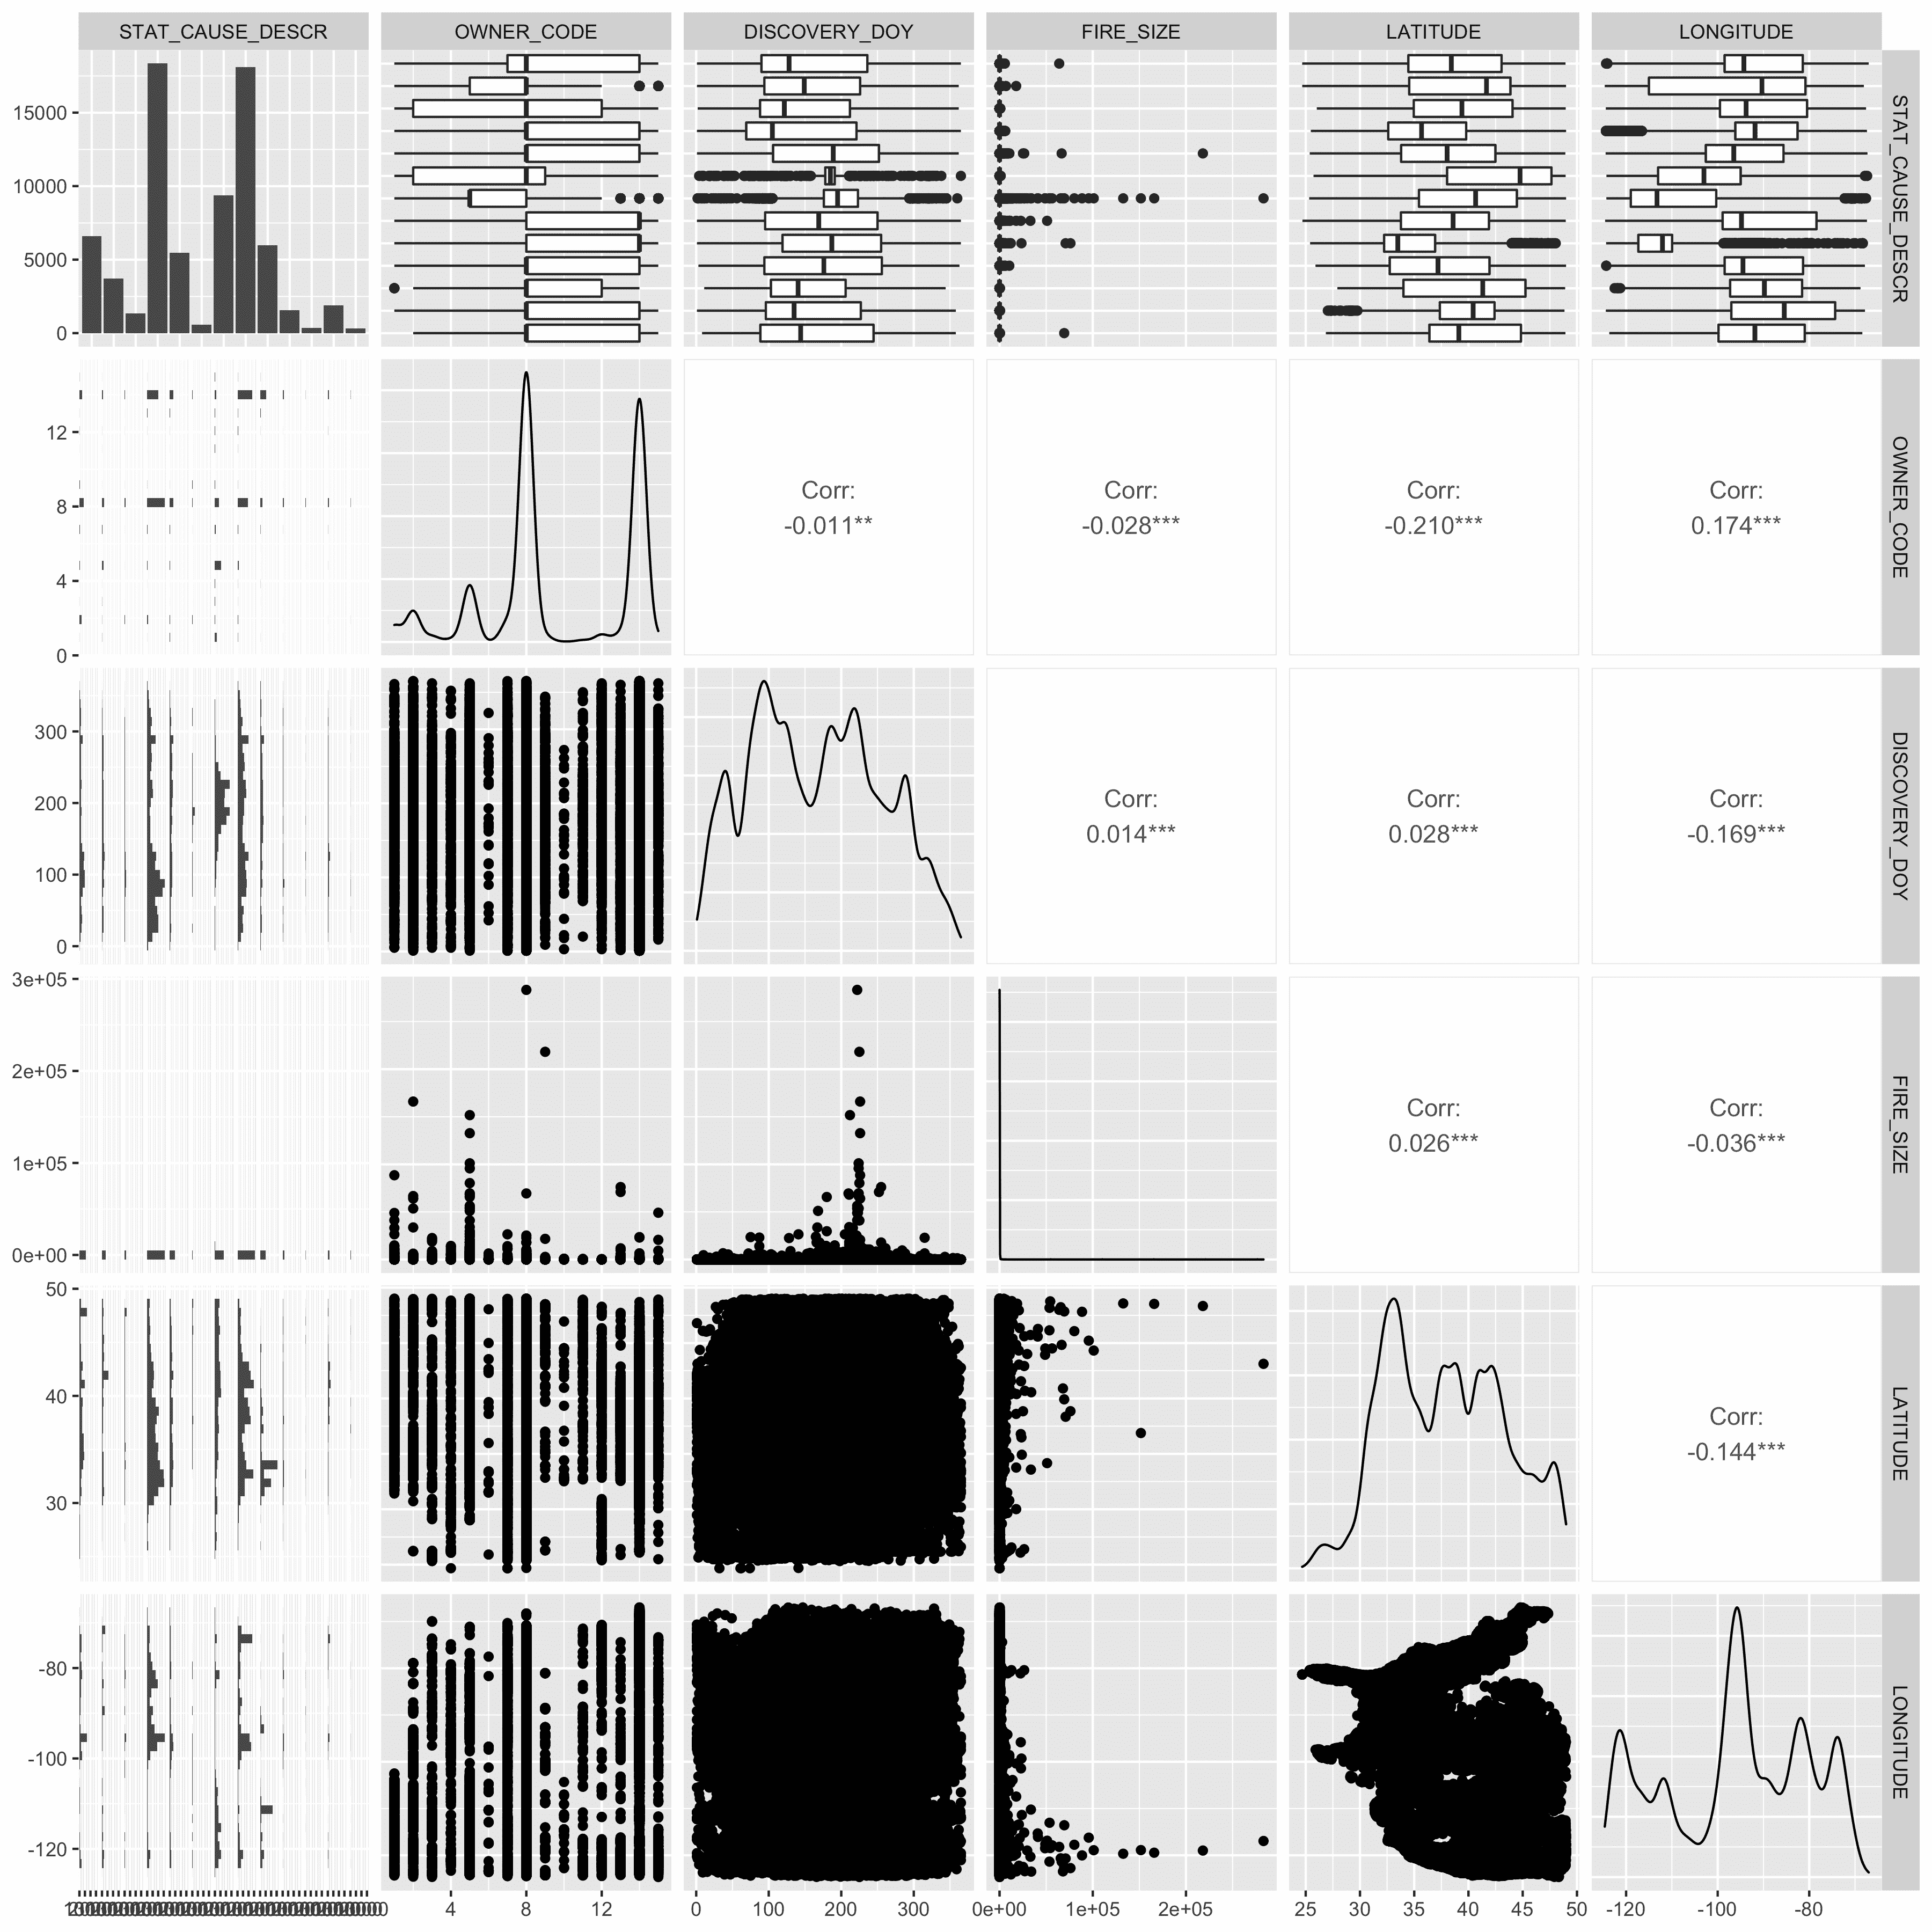 STAT_CAUSE_DESCR
OWNER_CODE
DISCOVERY_DOY
FIRE_SIZE
LATITUDE
LONGITUDE
15000
10000
5000
0
STAT_CAUSE_DESCR
12
8
4
0
Corr:
-0.011**
Corr:
-0.028***
Corr:
-0.210***
Corr:
0.174***
OWNER_CODE
300
200
100
0
Corr:
0.014***
Corr:
0.028***
Corr:
-0.169***
DISCOVERY_DOY
3e+05
2e+05
1e+05
0e+00
Corr:
0.026***
Corr:
-0.036***
FIRE_SIZE
50
40
30
Corr:
-0.144***
LATITUDE
-80
-100
-120
LONGITUDE
4 8 12
0 100 200 300
0e+00 1e+05 2e+05
25 30 35 40 45 50
-120 -100 -80